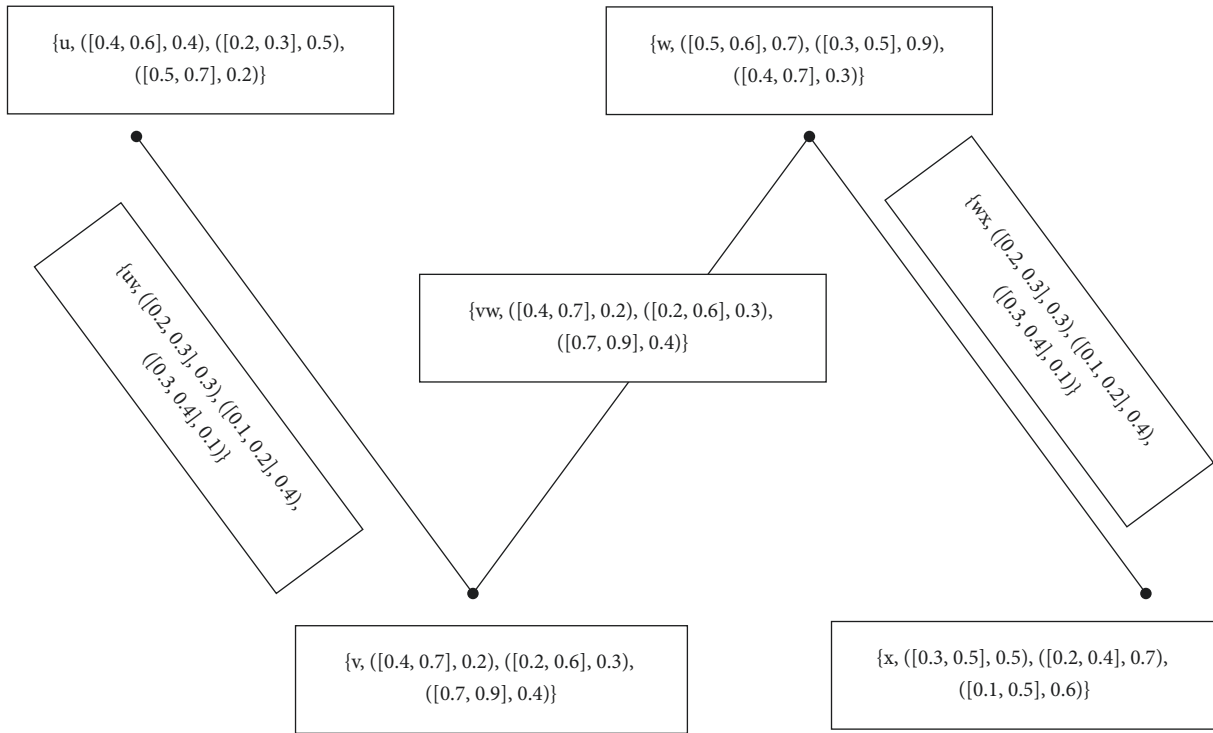 {u, ([0.4, 0.6], 0.4), ([0.2, 0.3], 0.5),
([0.5, 0.7], 0.2)}
{w, ([0.5, 0.6], 0.7), ([0.3, 0.5], 0.9),
([0.4, 0.7], 0.3)}
{uv, ([0.2, 0.3], 0.3), ([0.1, 0.2], 0.4),
([0.3, 0.4], 0.1)}
{vw, ([0.4, 0.7], 0.2), ([0.2, 0.6], 0.3),
([0.7, 0.9], 0.4)}
{wx, ([0.2, 0.3], 0.3), ([0.1, 0.2], 0.4),
([0.3, 0.4], 0.1)}
{v, ([0.4, 0.7], 0.2), ([0.2, 0.6], 0.3),
([0.7, 0.9], 0.4)}
{x, ([0.3, 0.5], 0.5), ([0.2, 0.4], 0.7),
([0.1, 0.5], 0.6)}